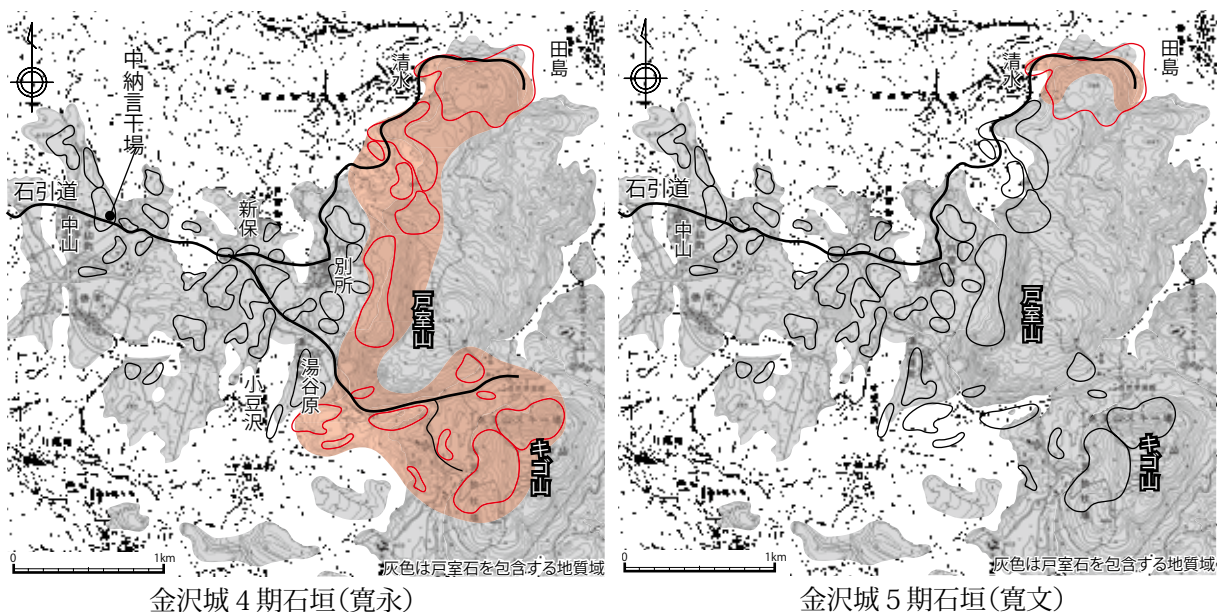 田島
清水
中納言干場
石引道
中山
新保
別所
戸室山
湯谷原
小豆沢
キゴ山
0
1km
灰色は戸室石を包含する地質域
金沢城4期石垣(寛永)
田島
清水
石引道
中山
戸室山
キゴ山
0
1km
灰色は戸室石を包含する地質域
金沢城5期石垣(寛文)